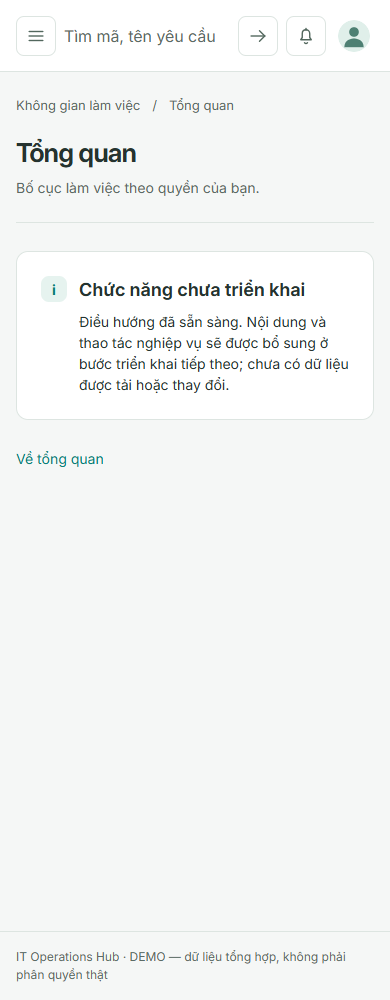 Tìm mã, tên yêu cầu
Không gian làm việc / Tổng quan
Tổng quan
Bố cục làm việc theo quyền của bạn.
i Chức năng chưa triển khai
Điều hướng đã sẵn sàng. Nội dung và
thao tác nghiệp vụ sẽ được bổ sung ở
bước triển khai tiếp theo; chưa có dữ liệu
được tải hoặc thay đổi.
Về tổng quan
IT Operations Hub · DEMO — dữ liệu tổng hợp, không phải
phân quyền thật